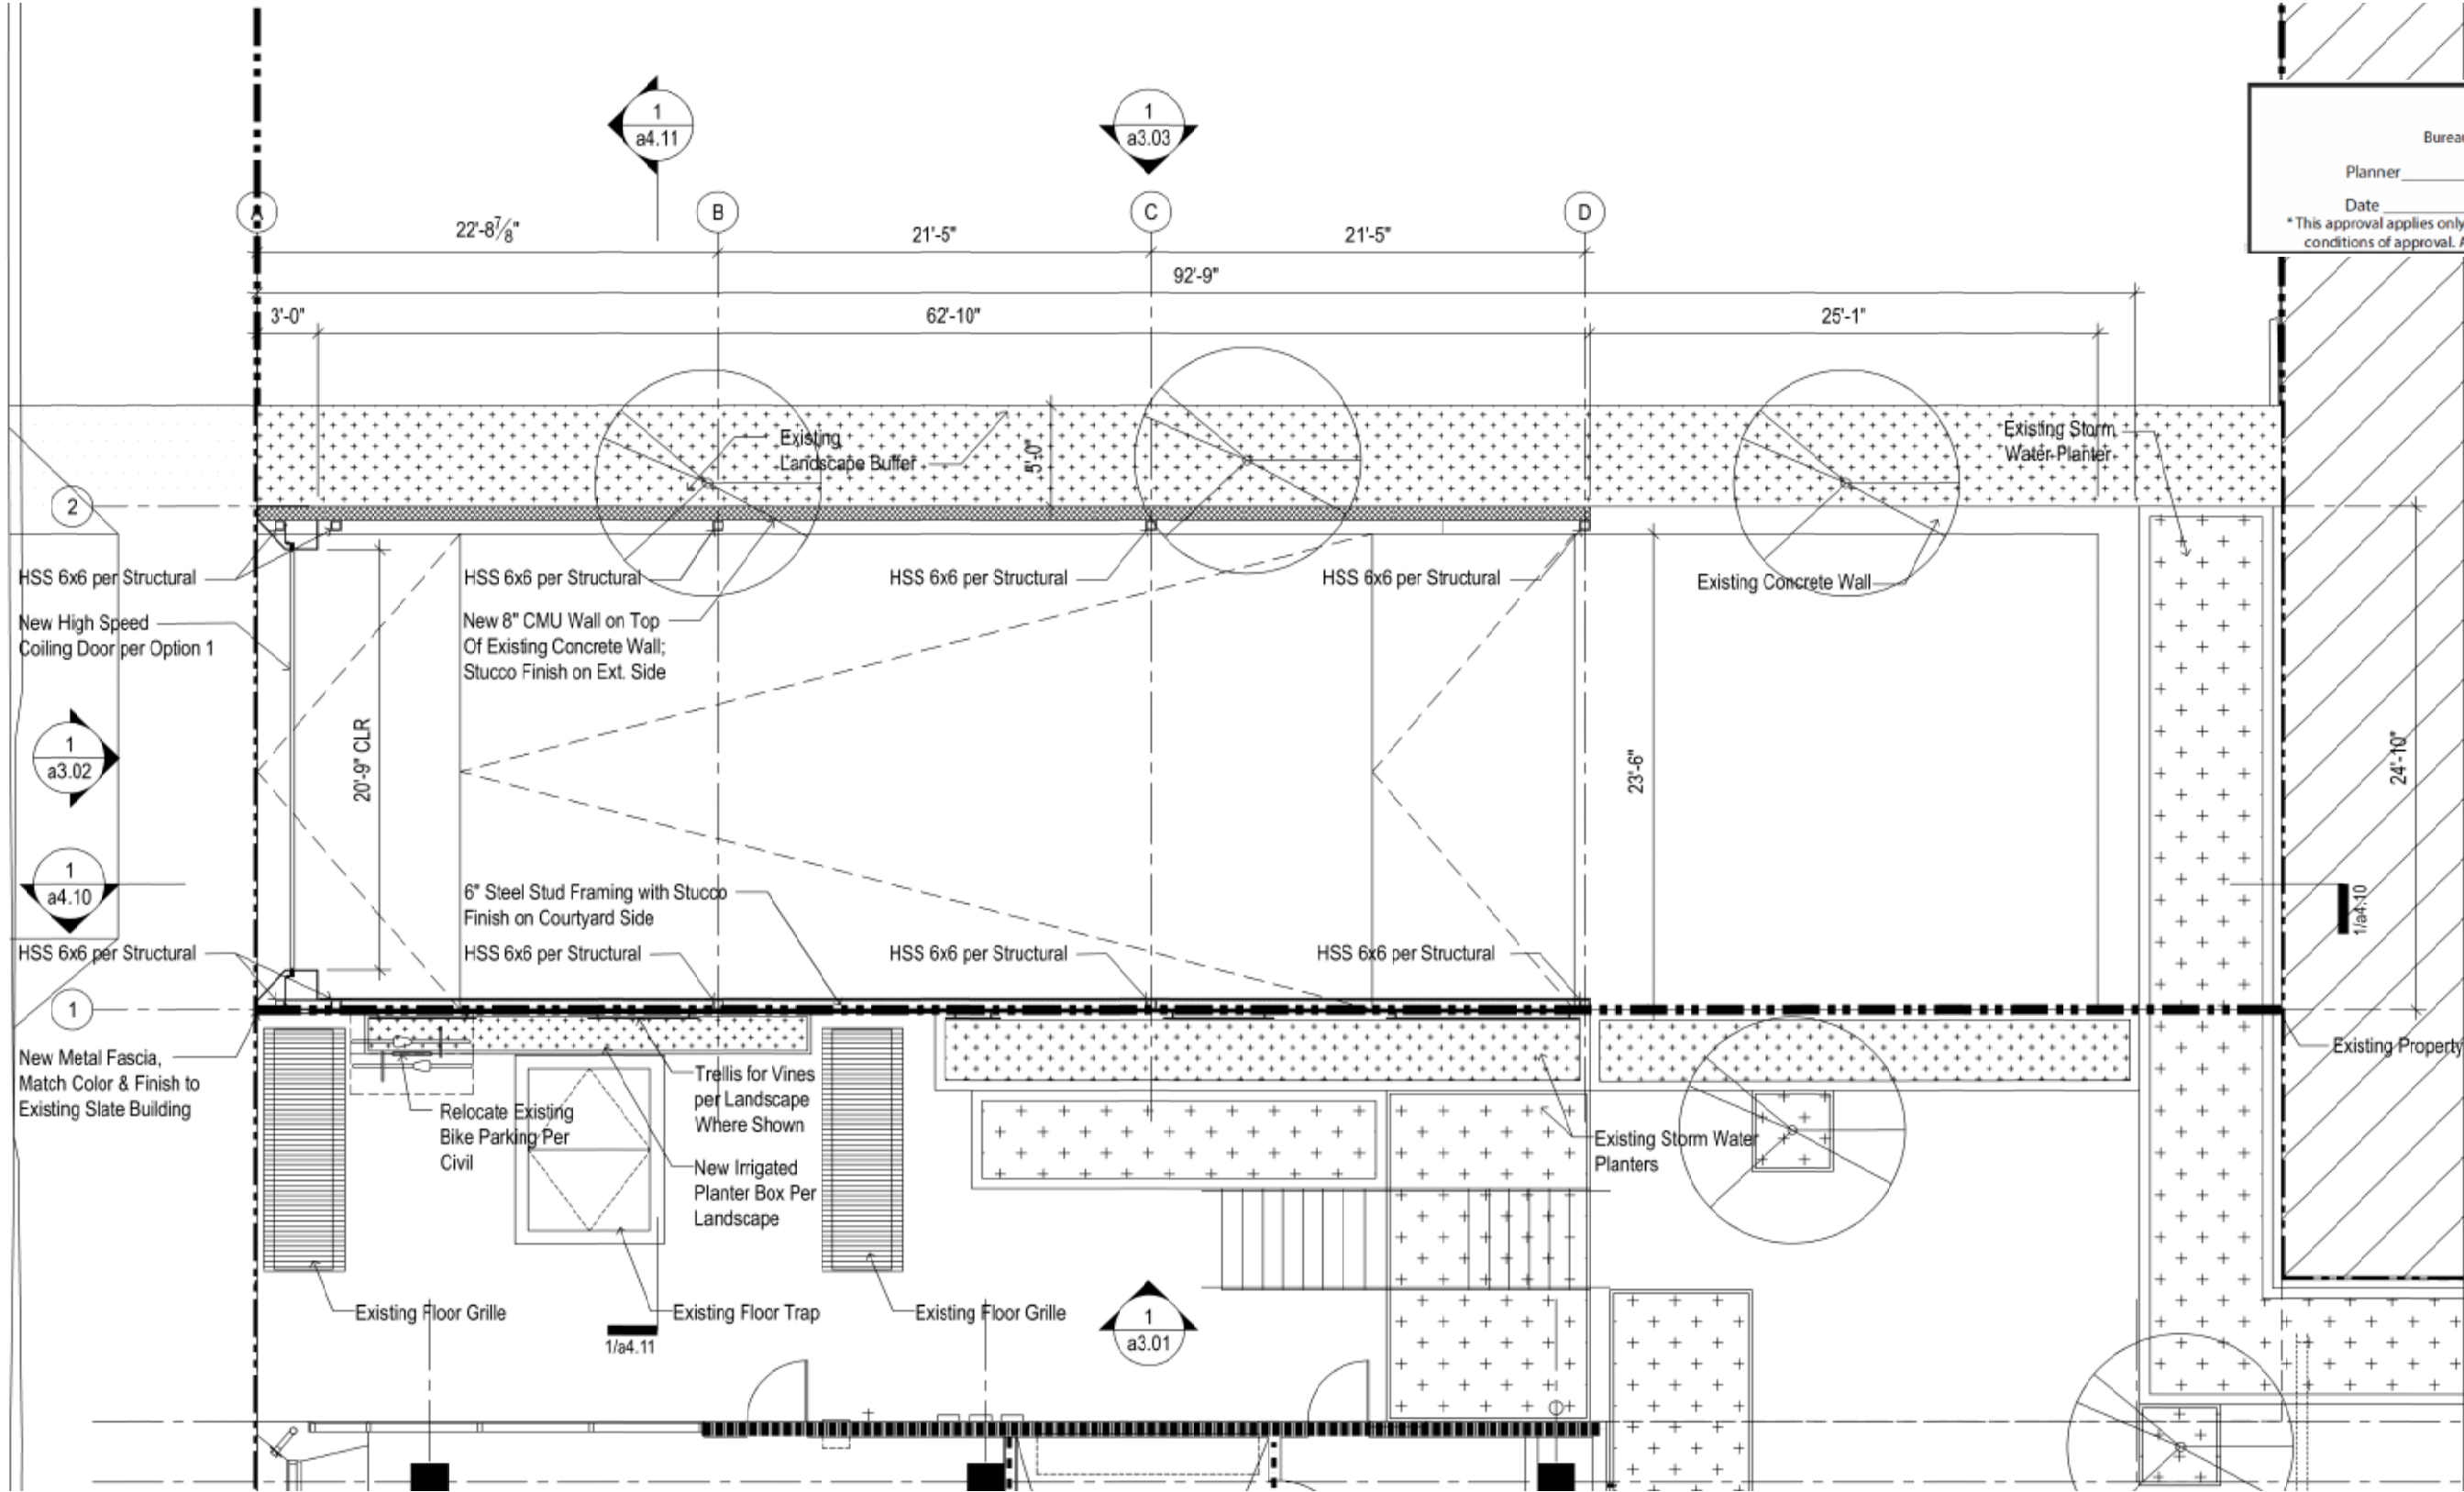 1
a4.11
1
a3.03
Bureau
Planner
Date
* This approval applies only
conditions of approval. A
A
B
C
D
22'-8⅞"
21'-5"
21'-5"
92'-9"
3'-0"
62'-10"
25'-1"
Existing
Landscape Buffer
5'-0"
Existing Storm
Water Planter
2
HSS 6x6 per Structural
HSS 6x6 per Structural
HSS 6x6 per Structural
HSS 6x6 per Structural
Existing Concrete Wall
New High Speed
Coiling Door per Option 1
New 8" CMU Wall on Top
Of Existing Concrete Wall;
Stucco Finish on Ext. Side
1
a3.02
20'-9" CLR
23'-6"
24'-10"
1
a4.10
6" Steel Stud Framing with Stucco
Finish on Courtyard Side
1/a4.10
HSS 6x6 per Structural
HSS 6x6 per Structural
HSS 6x6 per Structural
HSS 6x6 per Structural
1
New Metal Fascia,
Match Color & Finish to
Existing Slate Building
Existing Property
Trellis for Vines
per Landscape
Where Shown
Relocate Existing
Bike Parking Per
Civil
Existing Storm Water
Planters
New Irrigated
Planter Box Per
Landscape
Existing Floor Grille
Existing Floor Trap
Existing Floor Grille
1/a4.11
1
a3.01